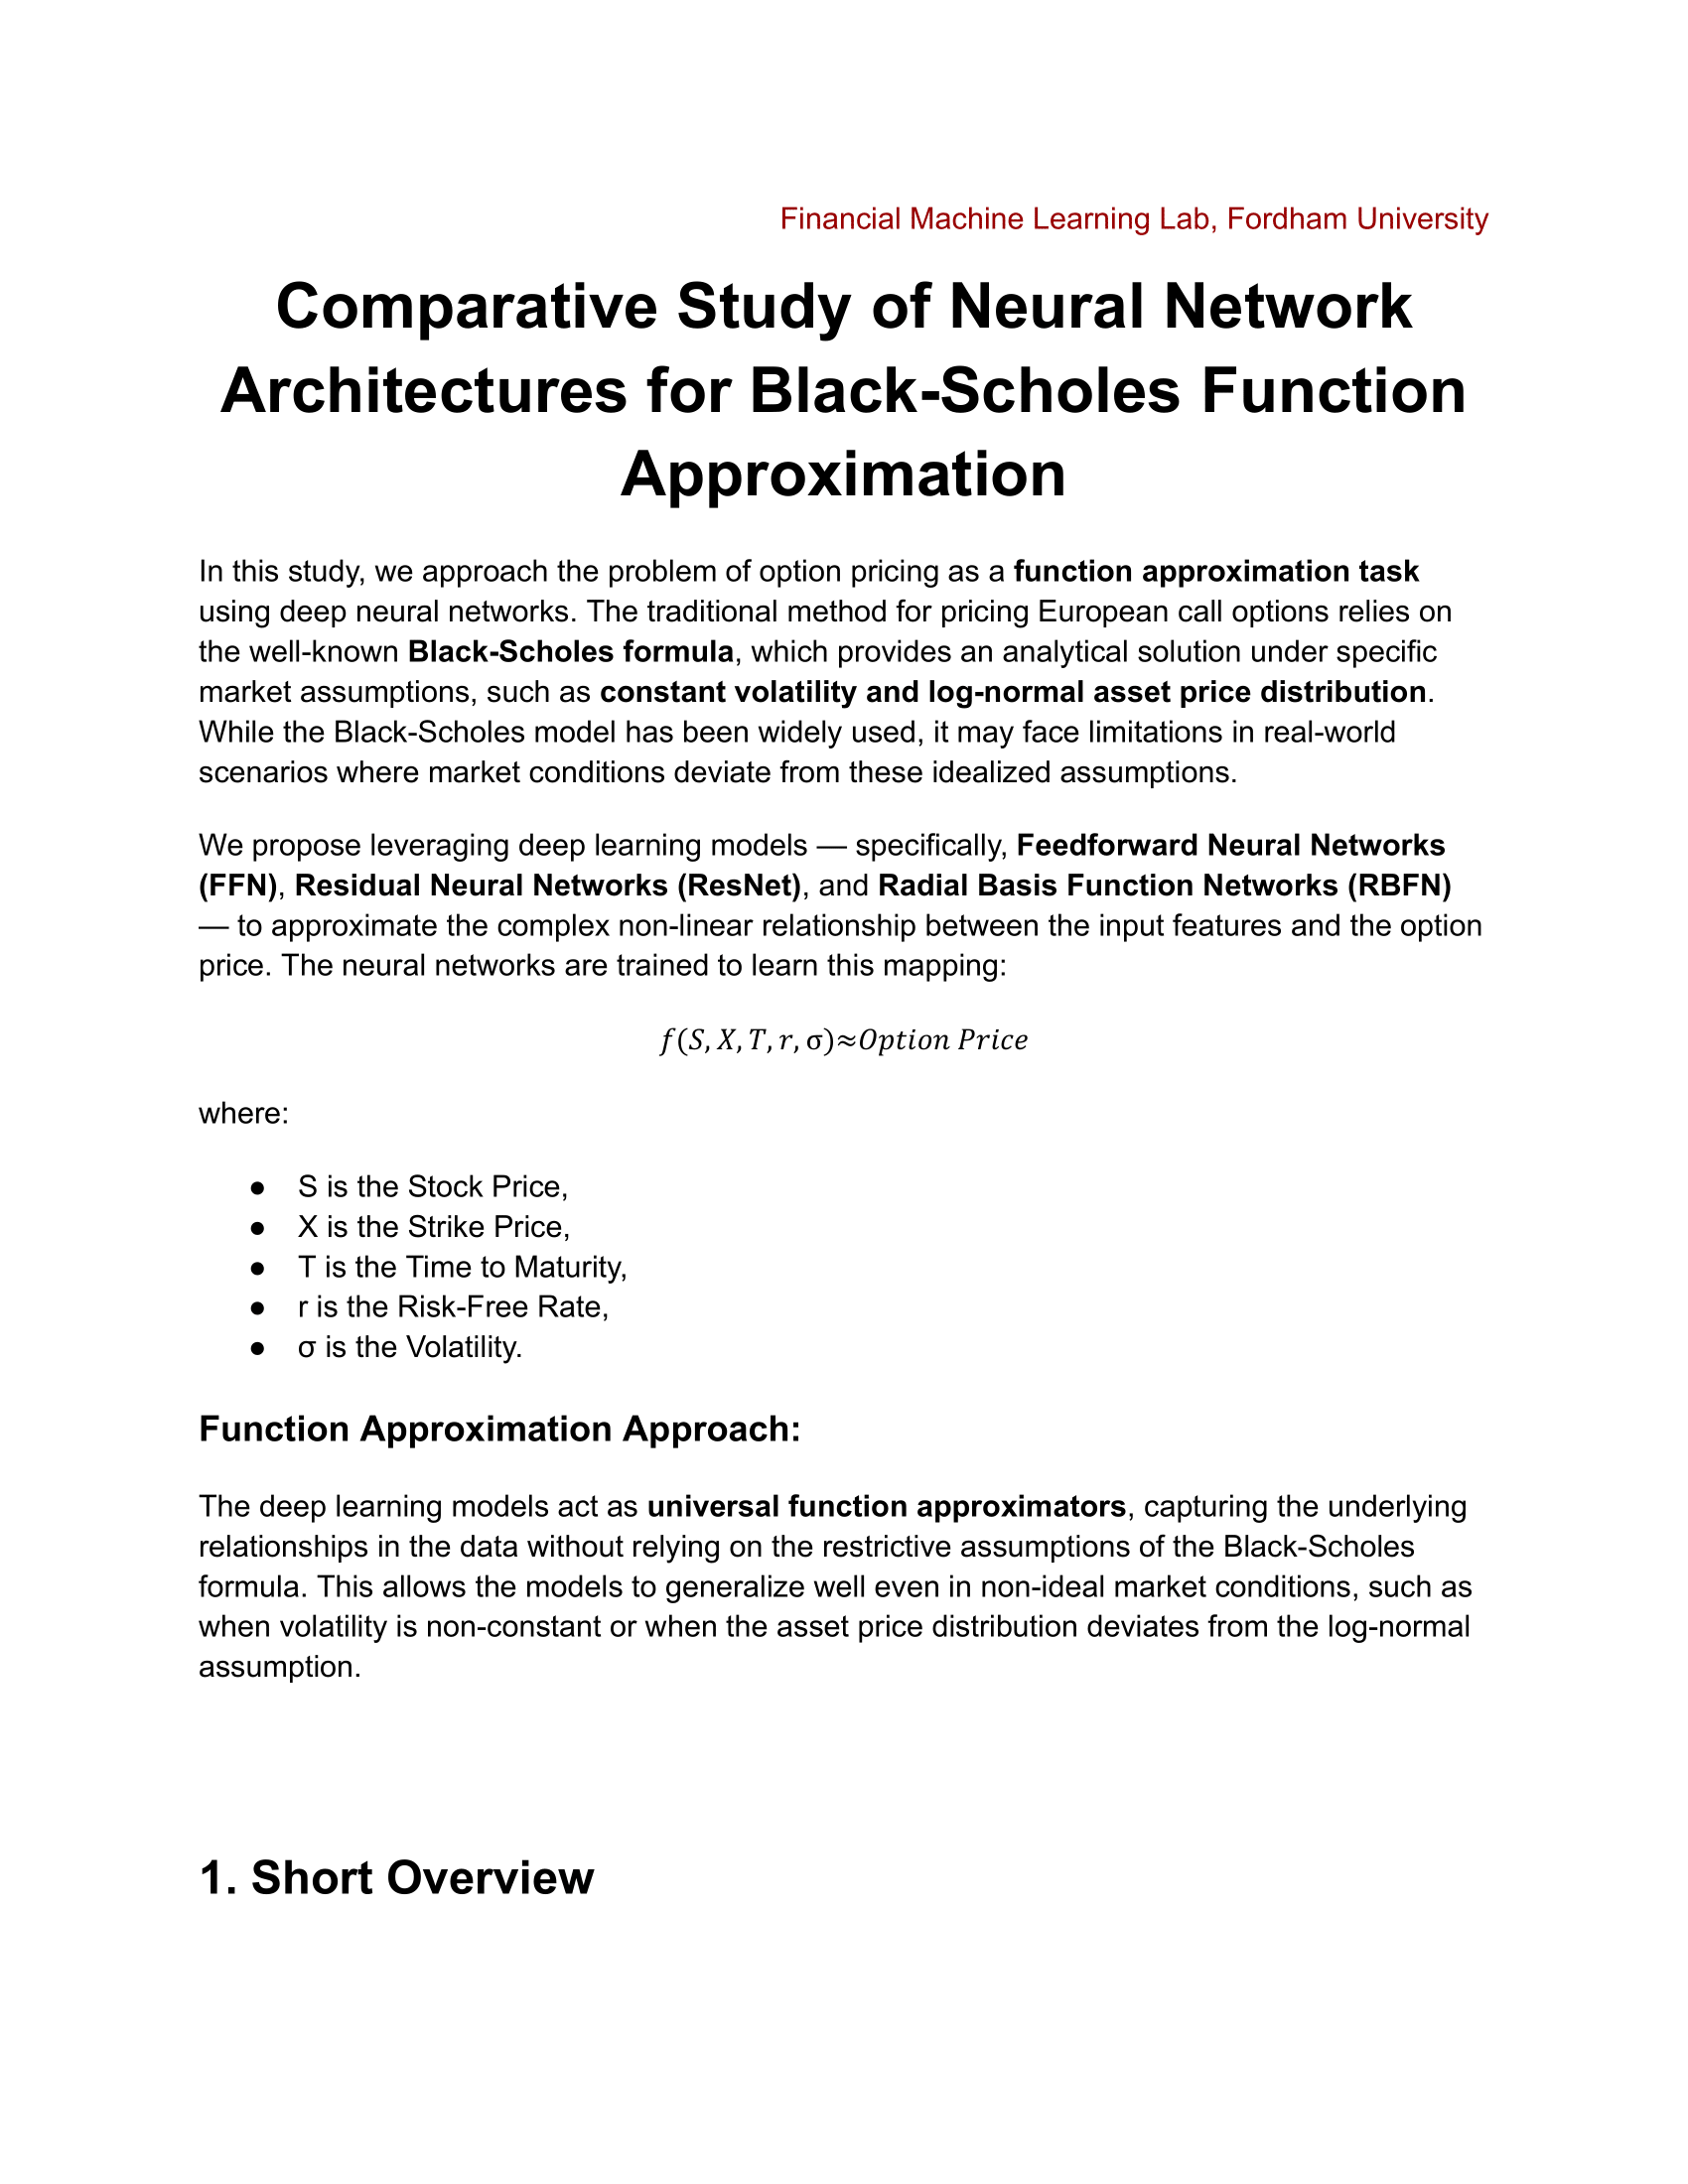 Financial Machine Learning Lab, Fordham University
Comparative Study of Neural Network
Architectures for Black-Scholes Function
Approximation
In this study, we approach the problem of option pricing as a function approximation task
using deep neural networks. The traditional method for pricing European call options relies on
the well-known Black-Scholes formula, which provides an analytical solution under specific
market assumptions, such as constant volatility and log-normal asset price distribution.
While the Black-Scholes model has been widely used, it may face limitations in real-world
scenarios where market conditions deviate from these idealized assumptions.
We propose leveraging deep learning models — specifically, Feedforward Neural Networks
(FFN), Residual Neural Networks (ResNet), and Radial Basis Function Networks (RBFN)
— to approximate the complex non-linear relationship between the input features and the option
price. The neural networks are trained to learn this mapping:
f(S, X, T, r, σ)≈Option Price
where:
● S is the Stock Price,
● X is the Strike Price,
● T is the Time to Maturity,
● r is the Risk-Free Rate,
● σ is the Volatility.
Function Approximation Approach:
The deep learning models act as universal function approximators, capturing the underlying
relationships in the data without relying on the restrictive assumptions of the Black-Scholes
formula. This allows the models to generalize well even in non-ideal market conditions, such as
when volatility is non-constant or when the asset price distribution deviates from the log-normal
assumption.
1. Short Overview